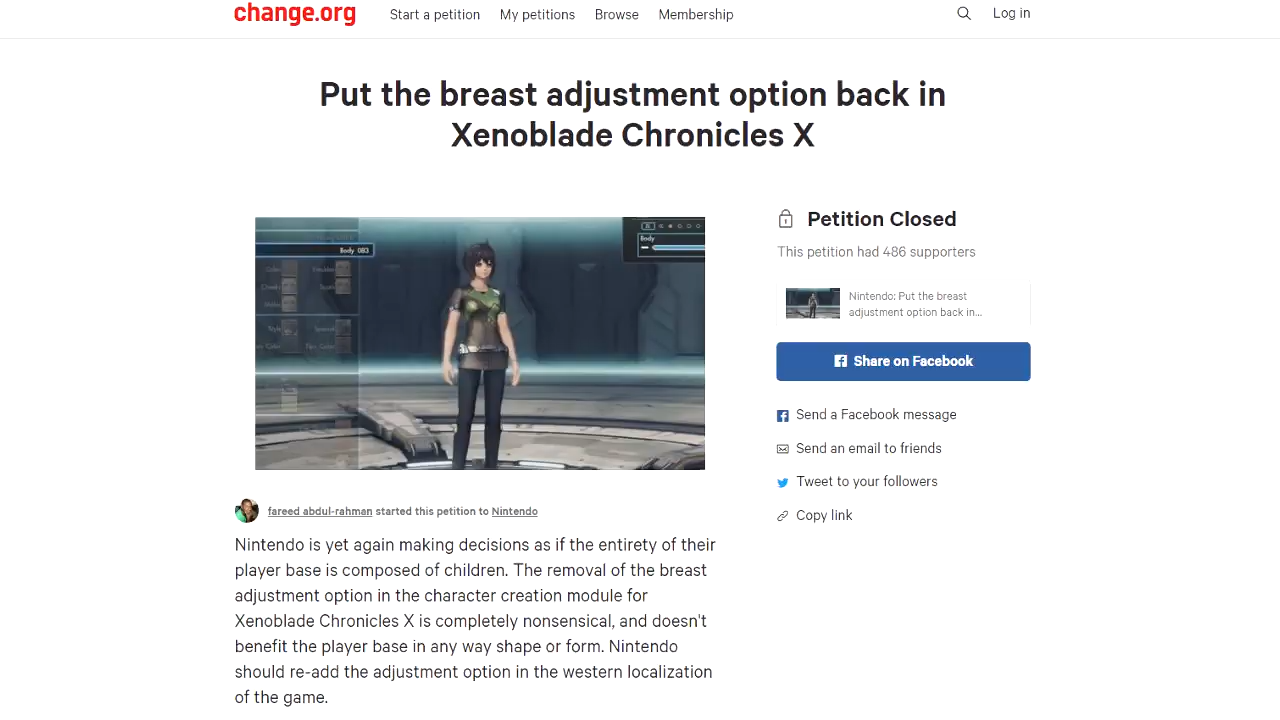 change.org
Start a petition
My petitions
Browse
Membership
Log in
Put the breast adjustment option back in
Xenoblade Chronicles X
Body 0B3
Body
Petition Closed
This petition had 486 supporters
Nintendo: Put the breast
adjustment option back in...
Share on Facebook
Send a Facebook message
Send an email to friends
Tweet to your followers
Copy link
fareed abdul-rahman started this petition to Nintendo
Nintendo is yet again making decisions as if the entirety of their
player base is composed of children. The removal of the breast
adjustment option in the character creation module for
Xenoblade Chronicles X is completely nonsensical, and doesn't
benefit the player base in any way shape or form. Nintendo
should re-add the adjustment option in the western localization
of the game.